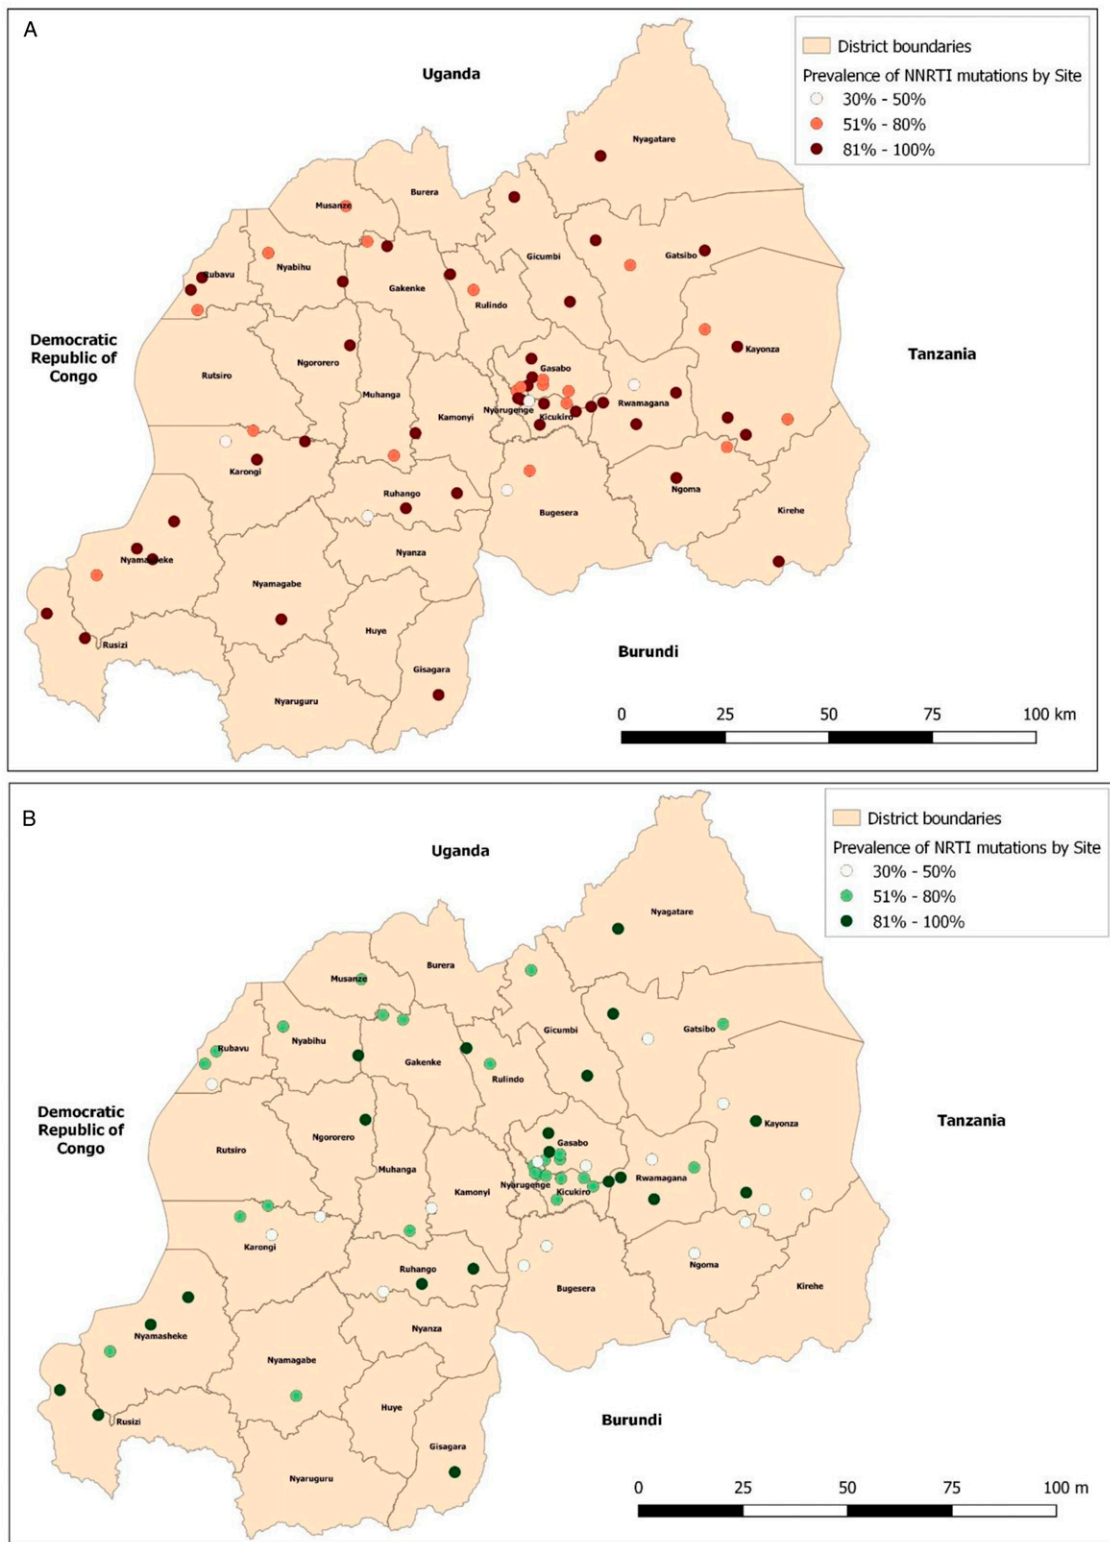 A
District boundaries
Prevalence of NNRTI mutations by Site
30% - 50%
51% - 80%
81% - 100%
Uganda
Nyagatare
Burera
Musanze
Gicumbi
Gatsibo
Rubavu
Nyabihu
Gakenke
Rulindo
Democratic
Republic of
Congo
Tanzania
Kayonza
Rutsiro
Ngororero
Gasabo
Muhanga
Rwamagana
Nyarugenge
Kicukiro
Kamonyi
Karongi
Ruhango
Ngoma
Bugesera
Kirehe
Nyamasheke
Nyanza
Nyamagabe
Huye
Rusizi
Burundi
Gisagara
Nyaruguru
0 25 50 75 100 km
B
District boundaries
Prevalence of NRTI mutations by Site
30% - 50%
51% - 80%
81% - 100%
Uganda
Nyagatare
Burera
Musanze
Gicumbi
Gatsibo
Rubavu
Nyabihu
Gakenke
Rulindo
Democratic
Republic of
Congo
Tanzania
Kayonza
Rutsiro
Ngororero
Gasabo
Muhanga
Rwamagana
Nyarugenge
Kicukiro
Kamonyi
Karongi
Ruhango
Ngoma
Bugesera
Kirehe
Nyamasheke
Nyanza
Nyamagabe
Huye
Rusizi
Burundi
Gisagara
Nyaruguru
0 25 50 75 100 m